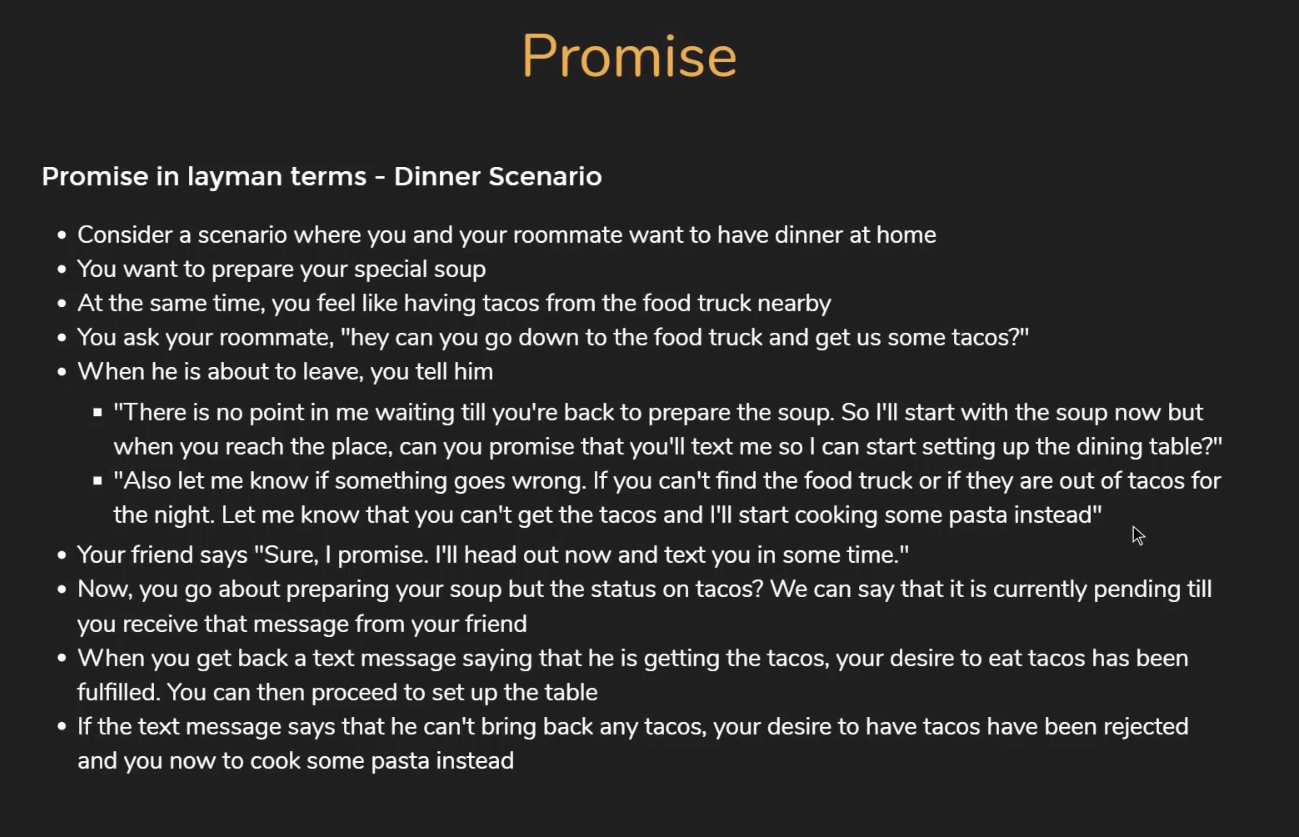 Promise
Promise in layman terms - Dinner Scenario
• Consider a scenario where you and your roommate want to have dinner at home
• You want to prepare your special soup
• At the same time, you feel like having tacos from the food truck nearby
• You ask your roommate, "hey can you go down to the food truck and get us some tacos?"
• When he is about to leave, you tell him
▪ "There is no point in me waiting till you're back to prepare the soup. So I'll start with the soup now but
when you reach the place, can you promise that you'll text me so I can start setting up the dining table?"
▪ "Also let me know if something goes wrong. If you can't find the food truck or if they are out of tacos for
the night. Let me know that you can't get the tacos and I'll start cooking some pasta instead"
• Your friend says "Sure, I promise. I'll head out now and text you in some time."
• Now, you go about preparing your soup but the status on tacos? We can say that it is currently pending till
you receive that message from your friend
• When you get back a text message saying that he is getting the tacos, your desire to eat tacos has been
fulfilled. You can then proceed to set up the table
• If the text message says that he can't bring back any tacos, your desire to have tacos have been rejected
and you now to cook some pasta instead